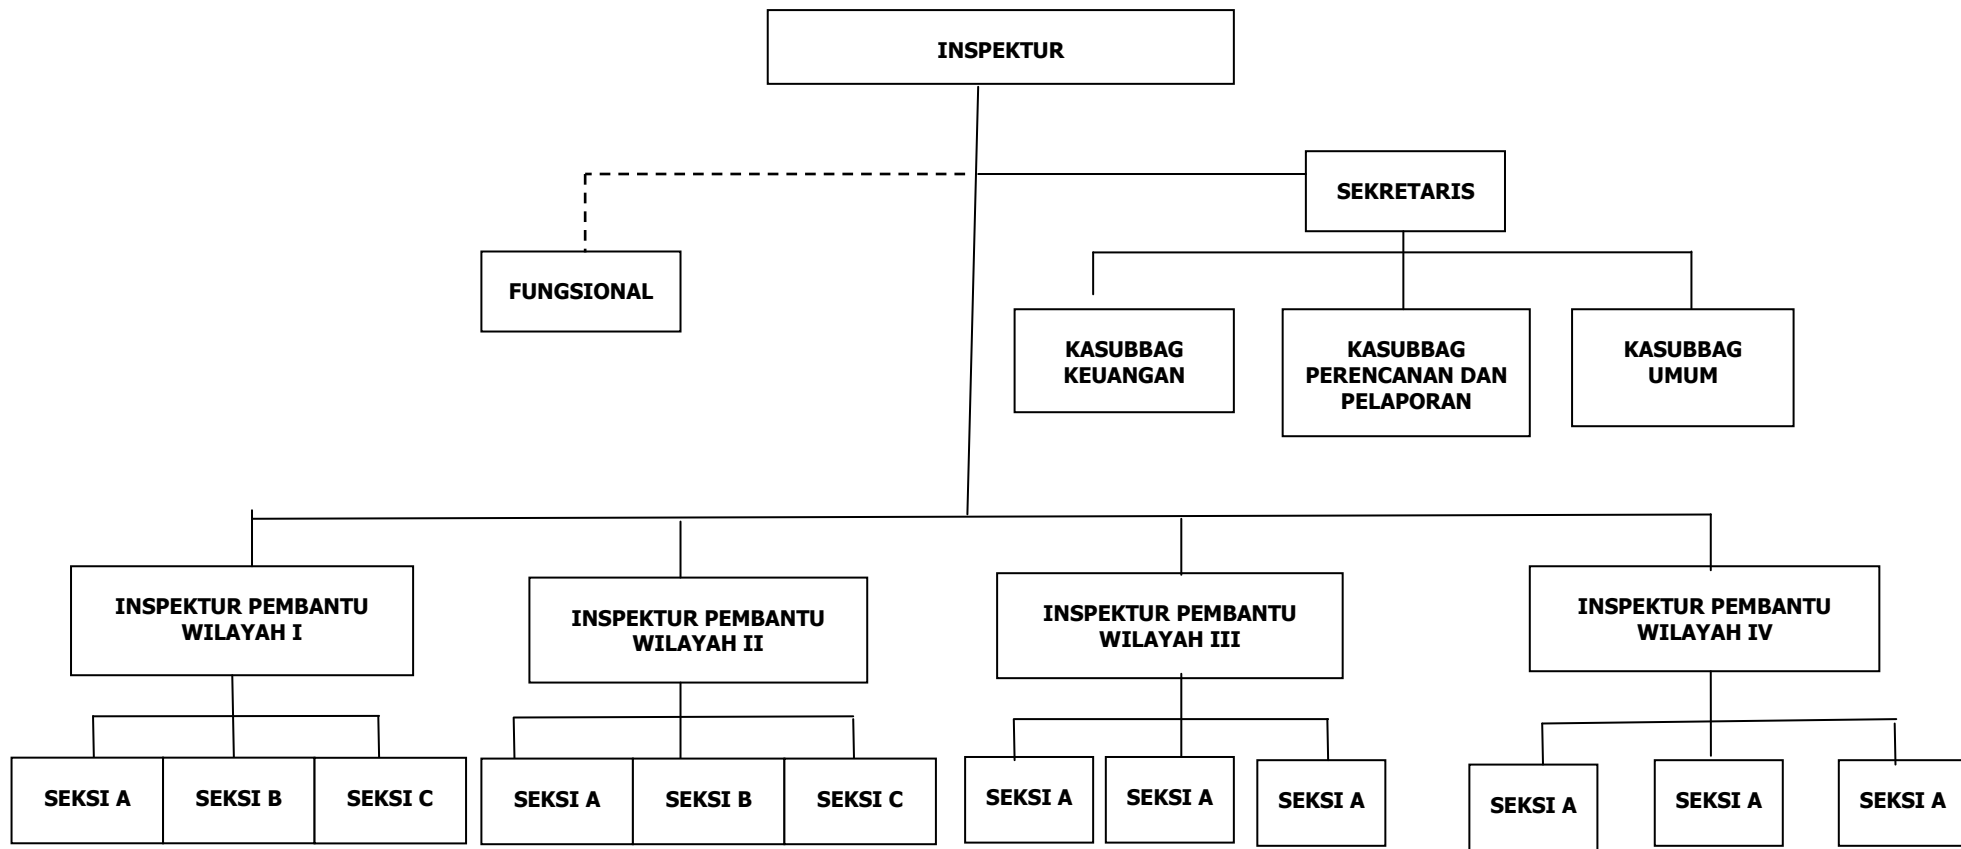 INSPEKTUR
SEKRETARIS
FUNGSIONAL
KASUBBAG
KEUANGAN
KASUBBAG
PERENCANAN DAN
PELAPORAN
KASUBBAG
UMUM
INSPEKTUR PEMBANTU
WILAYAH I
INSPEKTUR PEMBANTU
WILAYAH II
INSPEKTUR PEMBANTU
WILAYAH III
INSPEKTUR PEMBANTU
WILAYAH IV
SEKSI A
SEKSI B
SEKSI C
SEKSI A
SEKSI B
SEKSI C
SEKSI A
SEKSI A
SEKSI A
SEKSI A
SEKSI A
SEKSI A